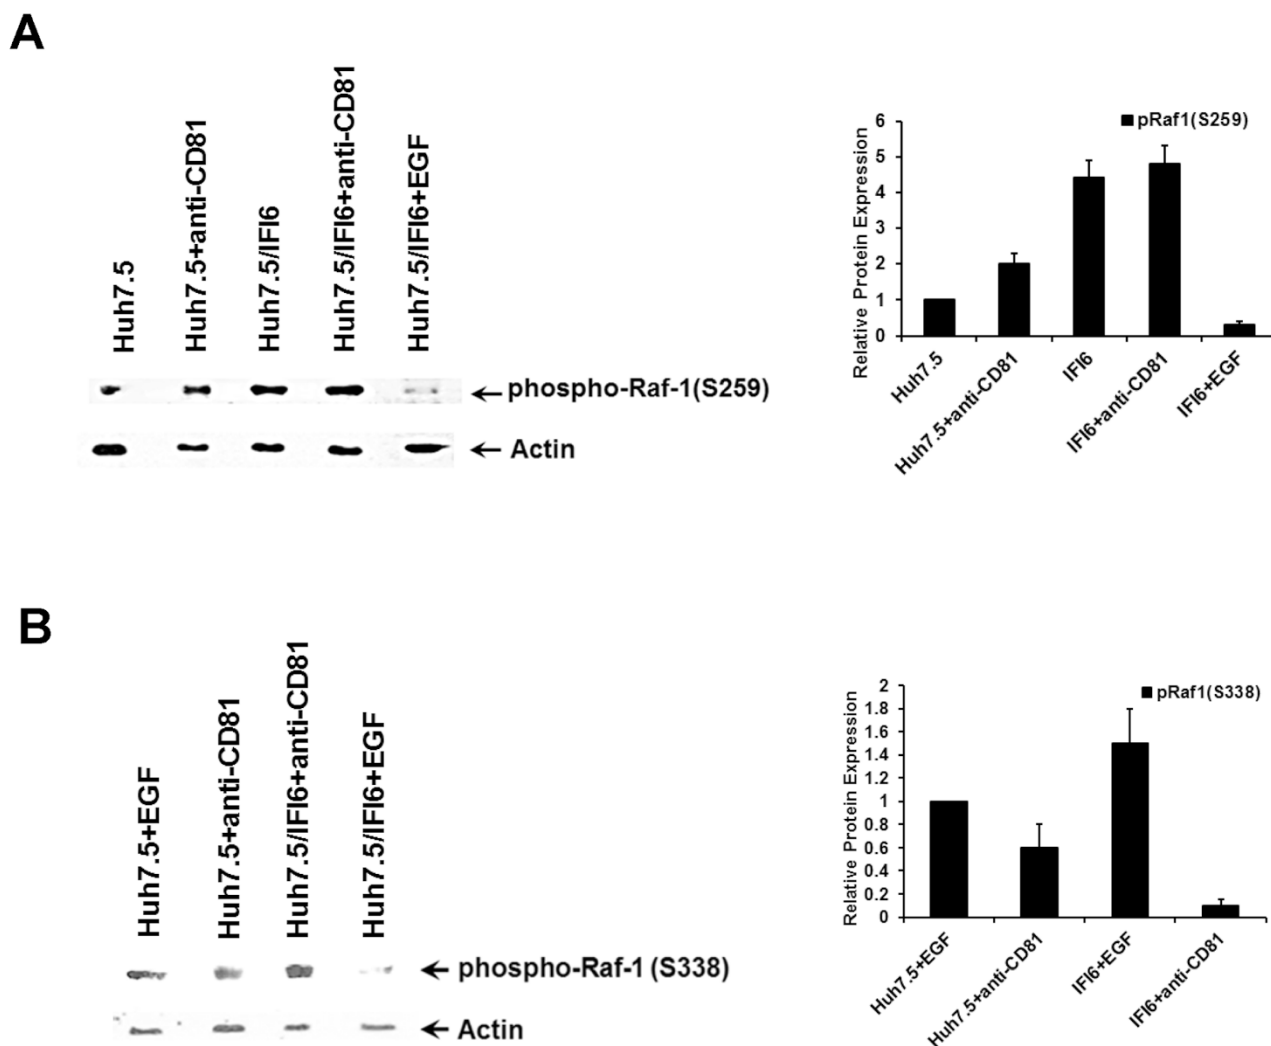 A
Huh7.5
Huh7.5+anti-CD81
Huh7.5/IFI6
Huh7.5/IFI6+anti-CD81
Huh7.5/IFI6+EGF
phospho-Raf-1(S259)
Actin
pRaf1(S259)
Relative Protein Expression
6
5
4
3
2
1
0
Huh7.5
Huh7.5+anti-CD81
IFI6
IFI6+anti-CD81
IFI6+EGF
B
Huh7.5+EGF
Huh7.5+anti-CD81
Huh7.5/IFI6+anti-CD81
Huh7.5/IFI6+EGF
phospho-Raf-1 (S338)
Actin
pRaf1(S338)
Relative Protein Expression
2
1.8
1.6
1.4
1.2
1
0.8
0.6
0.4
0.2
0
Huh7.5+EGF
Huh7.5+anti-CD81
IFI6+EGF
IFI6+anti-CD81